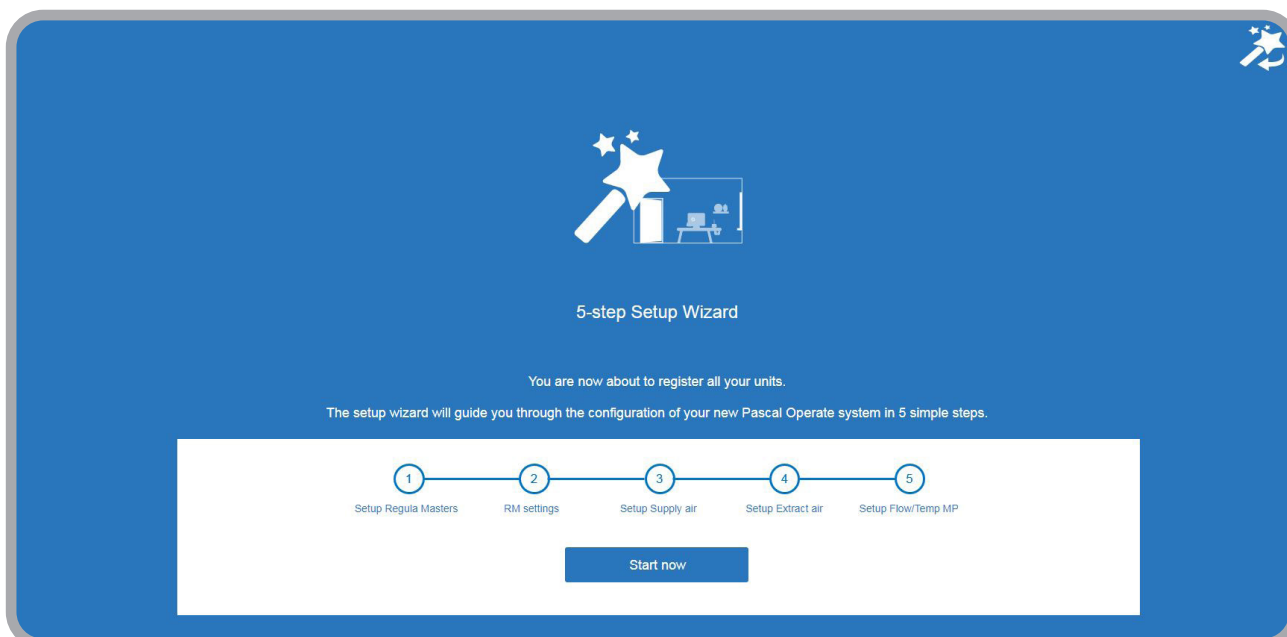 5-step Setup Wizard
You are now about to register all your units.
The setup wizard will guide you through the configuration of your new Pascal Operate system in 5 simple steps.
1 2 3 4 5
Setup Regula Masters RM settings Setup Supply air Setup Extract air Setup Flow/Temp MP
Start now